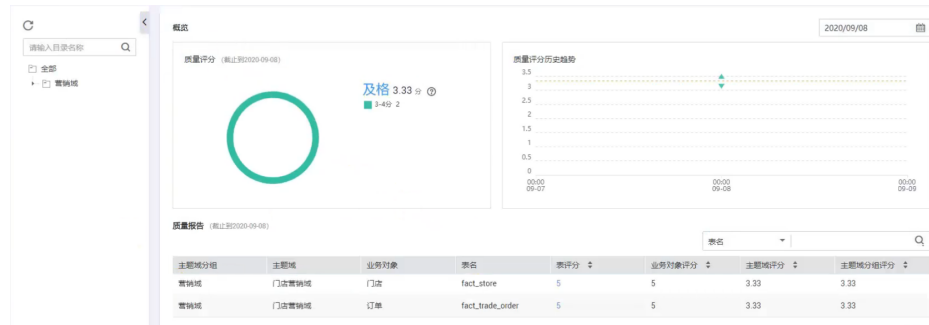 概览
2020/09/08
请输入目录名称
全部
营销域
质量评分 (截止到2020-09-08)
及格 3.33 分
3-4分 2
质量评分历史趋势
3.5
3
2.5
2
1.5
1
0.5
0
00:00 00:00 00:00
09-07 09-08 09-09
质量报告 (截止到2020-09-08)
表名
主题域分组 主题域 业务对象 表名 表评分 业务对象评分 主题域评分 主题域分组评分
营销域 门店营销域 门店 fact_store 5 5 3.33 3.33
营销域 门店营销域 订单 fact_trade_order 5 5 3.33 3.33